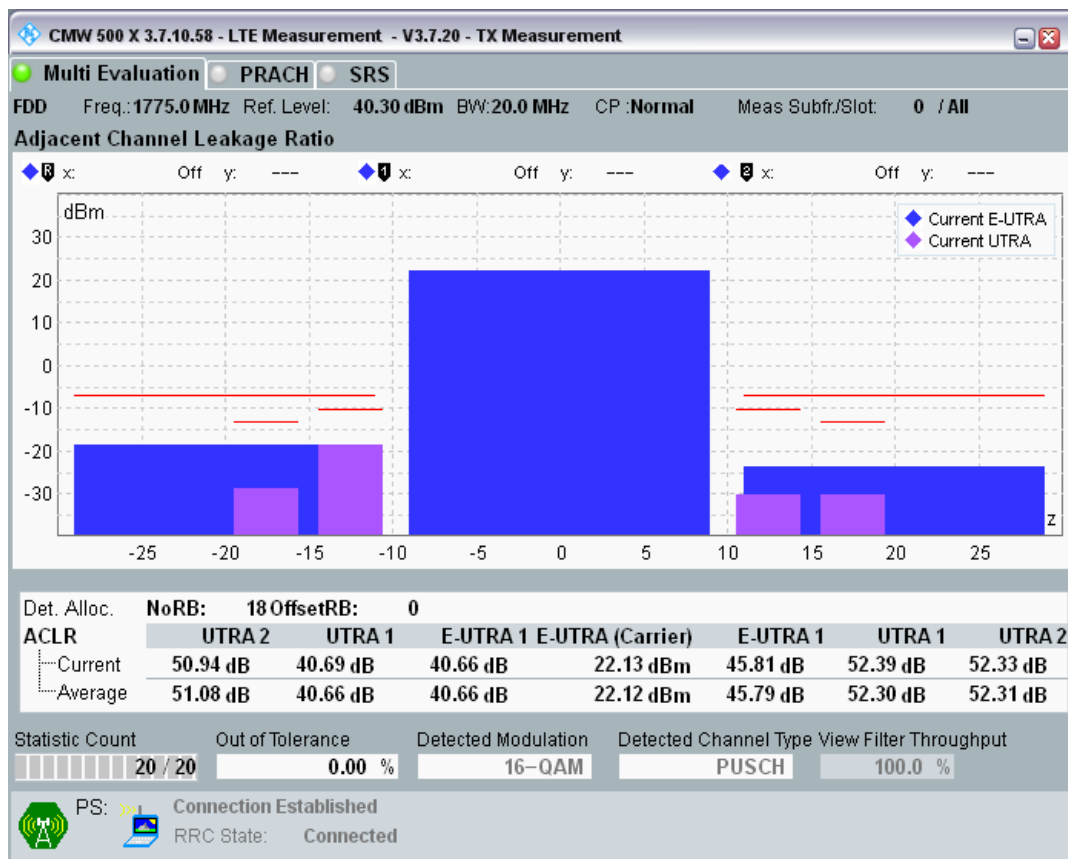 CMW 500 X 3.7.10.58 - LTE Measurement - V3.7.20 - TX Measurement
Multi Evaluation PRACH SRS
FDD Freq.:1775.0 MHz Ref. Level: 40.30 dBm BW:20.0 MHz CP :Normal Meas Subfr./Slot: 0 / All
Adjacent Channel Leakage Ratio
R x: Off y: --- 1 x: Off y: --- 2 x: Off y: ---
dBm
Current E-UTRA
Current UTRA
30
20
10
0
-10
-20
-30
z
-25 -20 -15 -10 -5 0 5 10 15 20 25
Det. Alloc. NoRB: 18 OffsetRB: 0
ACLR UTRA 2 UTRA 1 E-UTRA 1 E-UTRA (Carrier) E-UTRA 1 UTRA 1 UTRA 2
Current 50.94 dB 40.69 dB 40.66 dB 22.13 dBm 45.81 dB 52.39 dB 52.33 dB
Average 51.08 dB 40.66 dB 40.66 dB 22.12 dBm 45.79 dB 52.30 dB 52.31 dB
Statistic Count Out of Tolerance Detected Modulation Detected Channel Type View Filter Throughput
20 / 20 0.00 % 16-QAM PUSCH 100.0 %
PS: Connection Established
RRC State: Connected